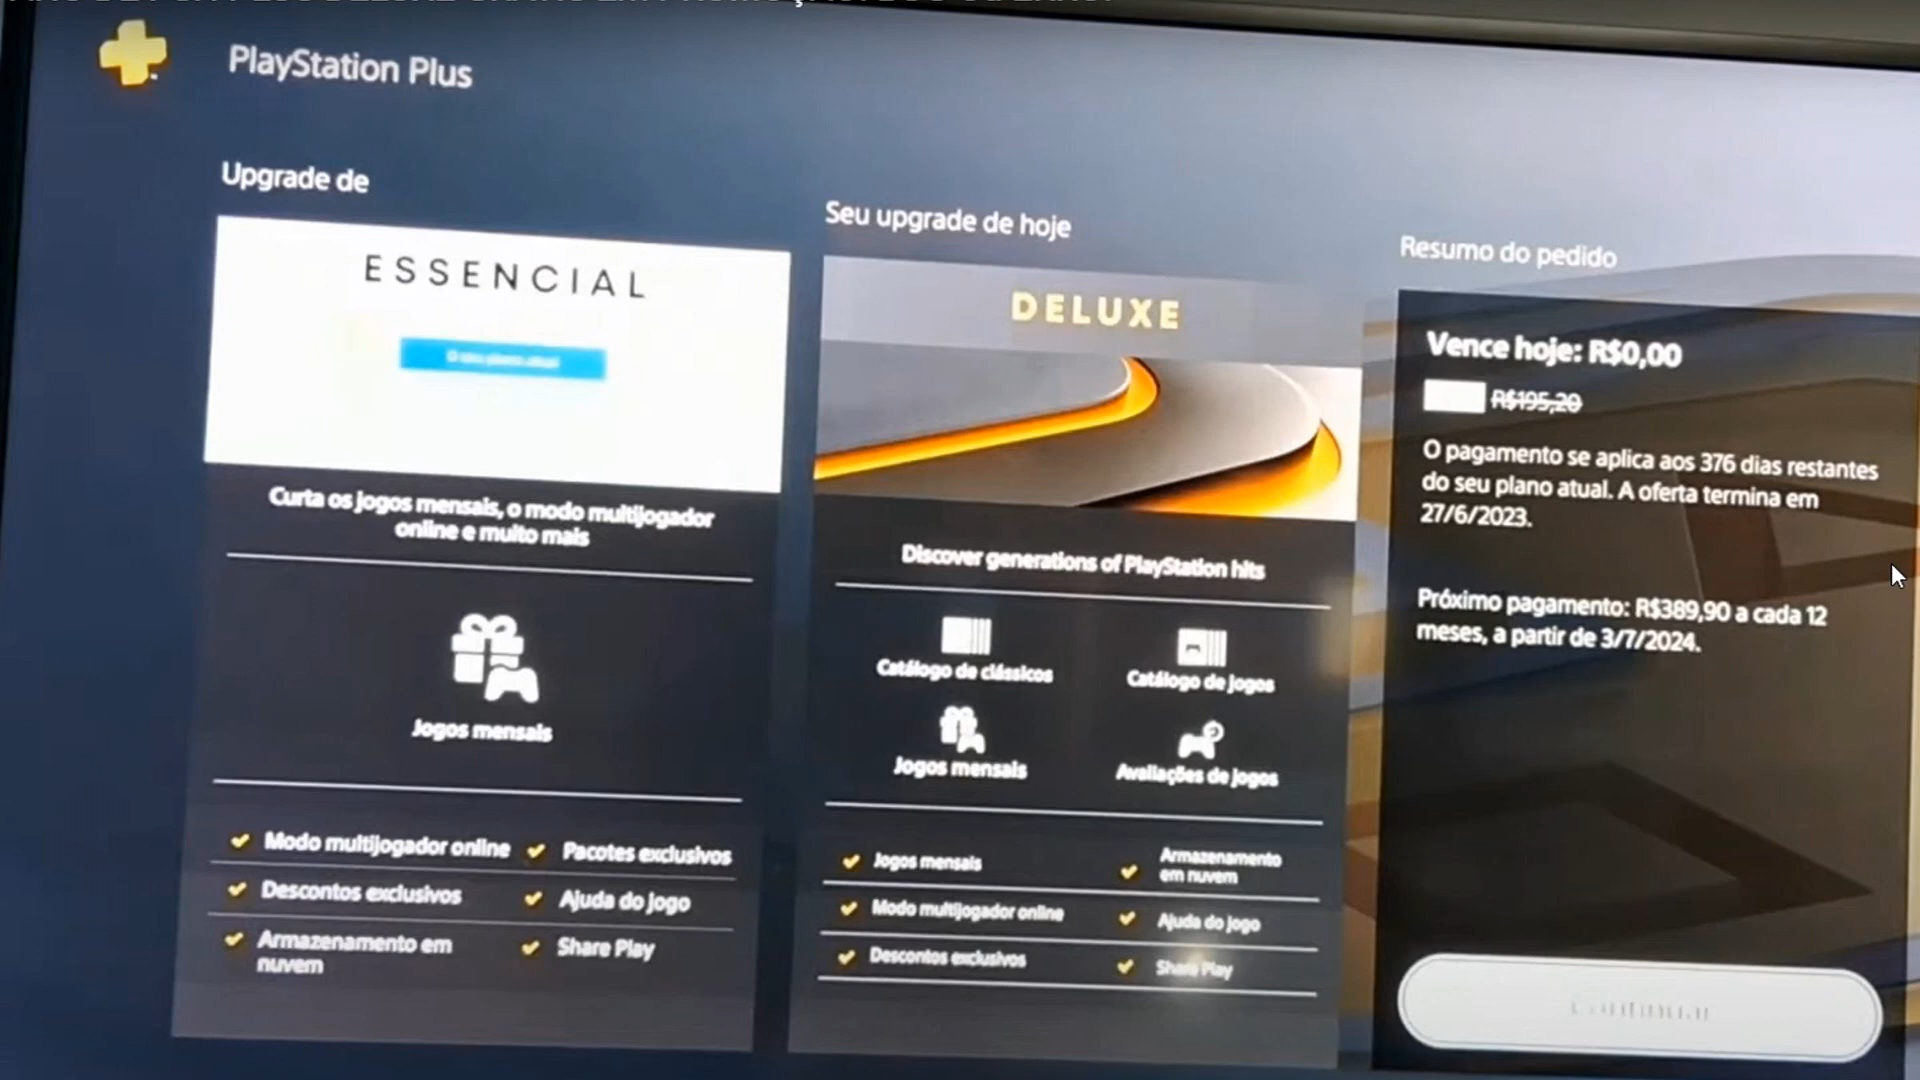 PlayStation Plus
Upgrade de
ESSENCIAL
O seu plano atual
Curta os jogos mensais, o modo multijogador
online e muito mais
Jogos mensais
Modo multijogador online
Pacotes exclusivos
Descontos exclusivos
Ajuda do jogo
Armazenamento em
nuvem
Share Play
Seu upgrade de hoje
DELUXE
Discover generations of PlayStation hits
Catálogo de clássicos
Catálogo de jogos
Jogos mensais
Avaliações de jogos
Jogos mensais
Armazenamento
em nuvem
Modo multijogador online
Ajuda do jogo
Descontos exclusivos
Share Play
Resumo do pedido
Vence hoje: R$0,00
R$195,20
O pagamento se aplica aos 376 dias restantes
do seu plano atual. A oferta termina em
27/6/2023.
Próximo pagamento: R$389,90 a cada 12
meses, a partir de 3/7/2024.
Continuar